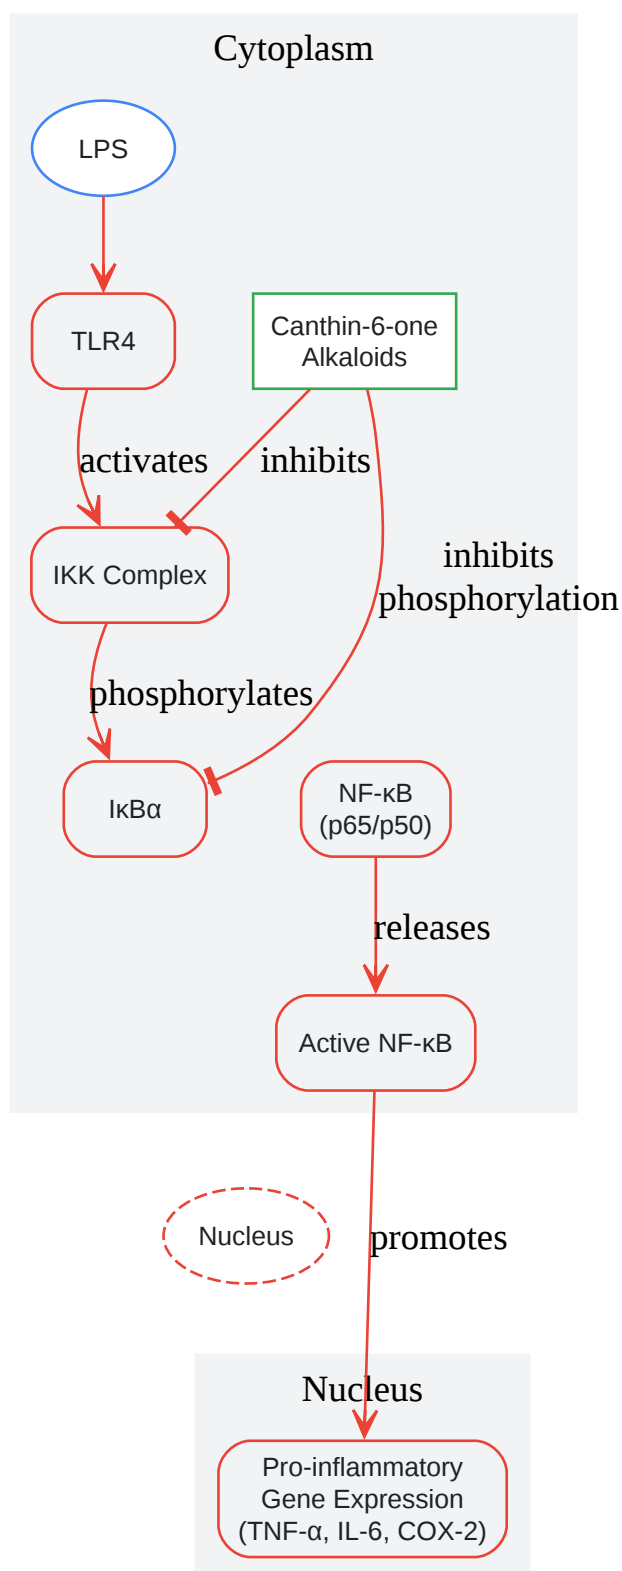 Cytoplasm
LPS
TLR4
Canthin-6-one
Alkaloids
activates
inhibits
inhibits
phosphorylation
IKK Complex
phosphorylates
IκBα
NF-κB
(p65/p50)
releases
Active NF-κB
Nucleus
promotes
Nucleus
Pro-inflammatory
Gene Expression
(TNF-α, IL-6, COX-2)